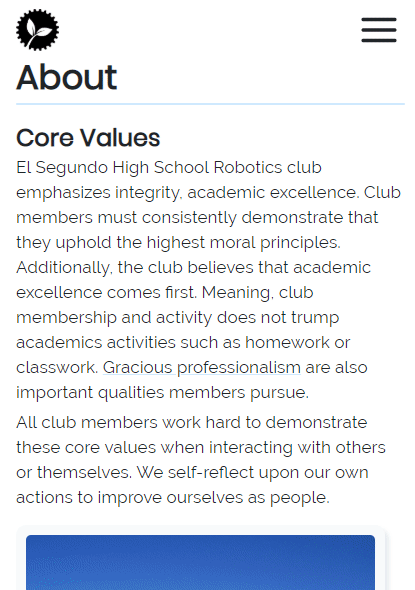 About
Core Values
El Segundo High School Robotics club
emphasizes integrity, academic excellence. Club
members must consistently demonstrate that
they uphold the highest moral principles.
Additionally, the club believes that academic
excellence comes first. Meaning, club
membership and activity does not trump
academics activities such as homework or
classwork. Gracious professionalism are also
important qualities members pursue.
All club members work hard to demonstrate
these core values when interacting with others
or themselves. We self-reflect upon our own
actions to improve ourselves as people.